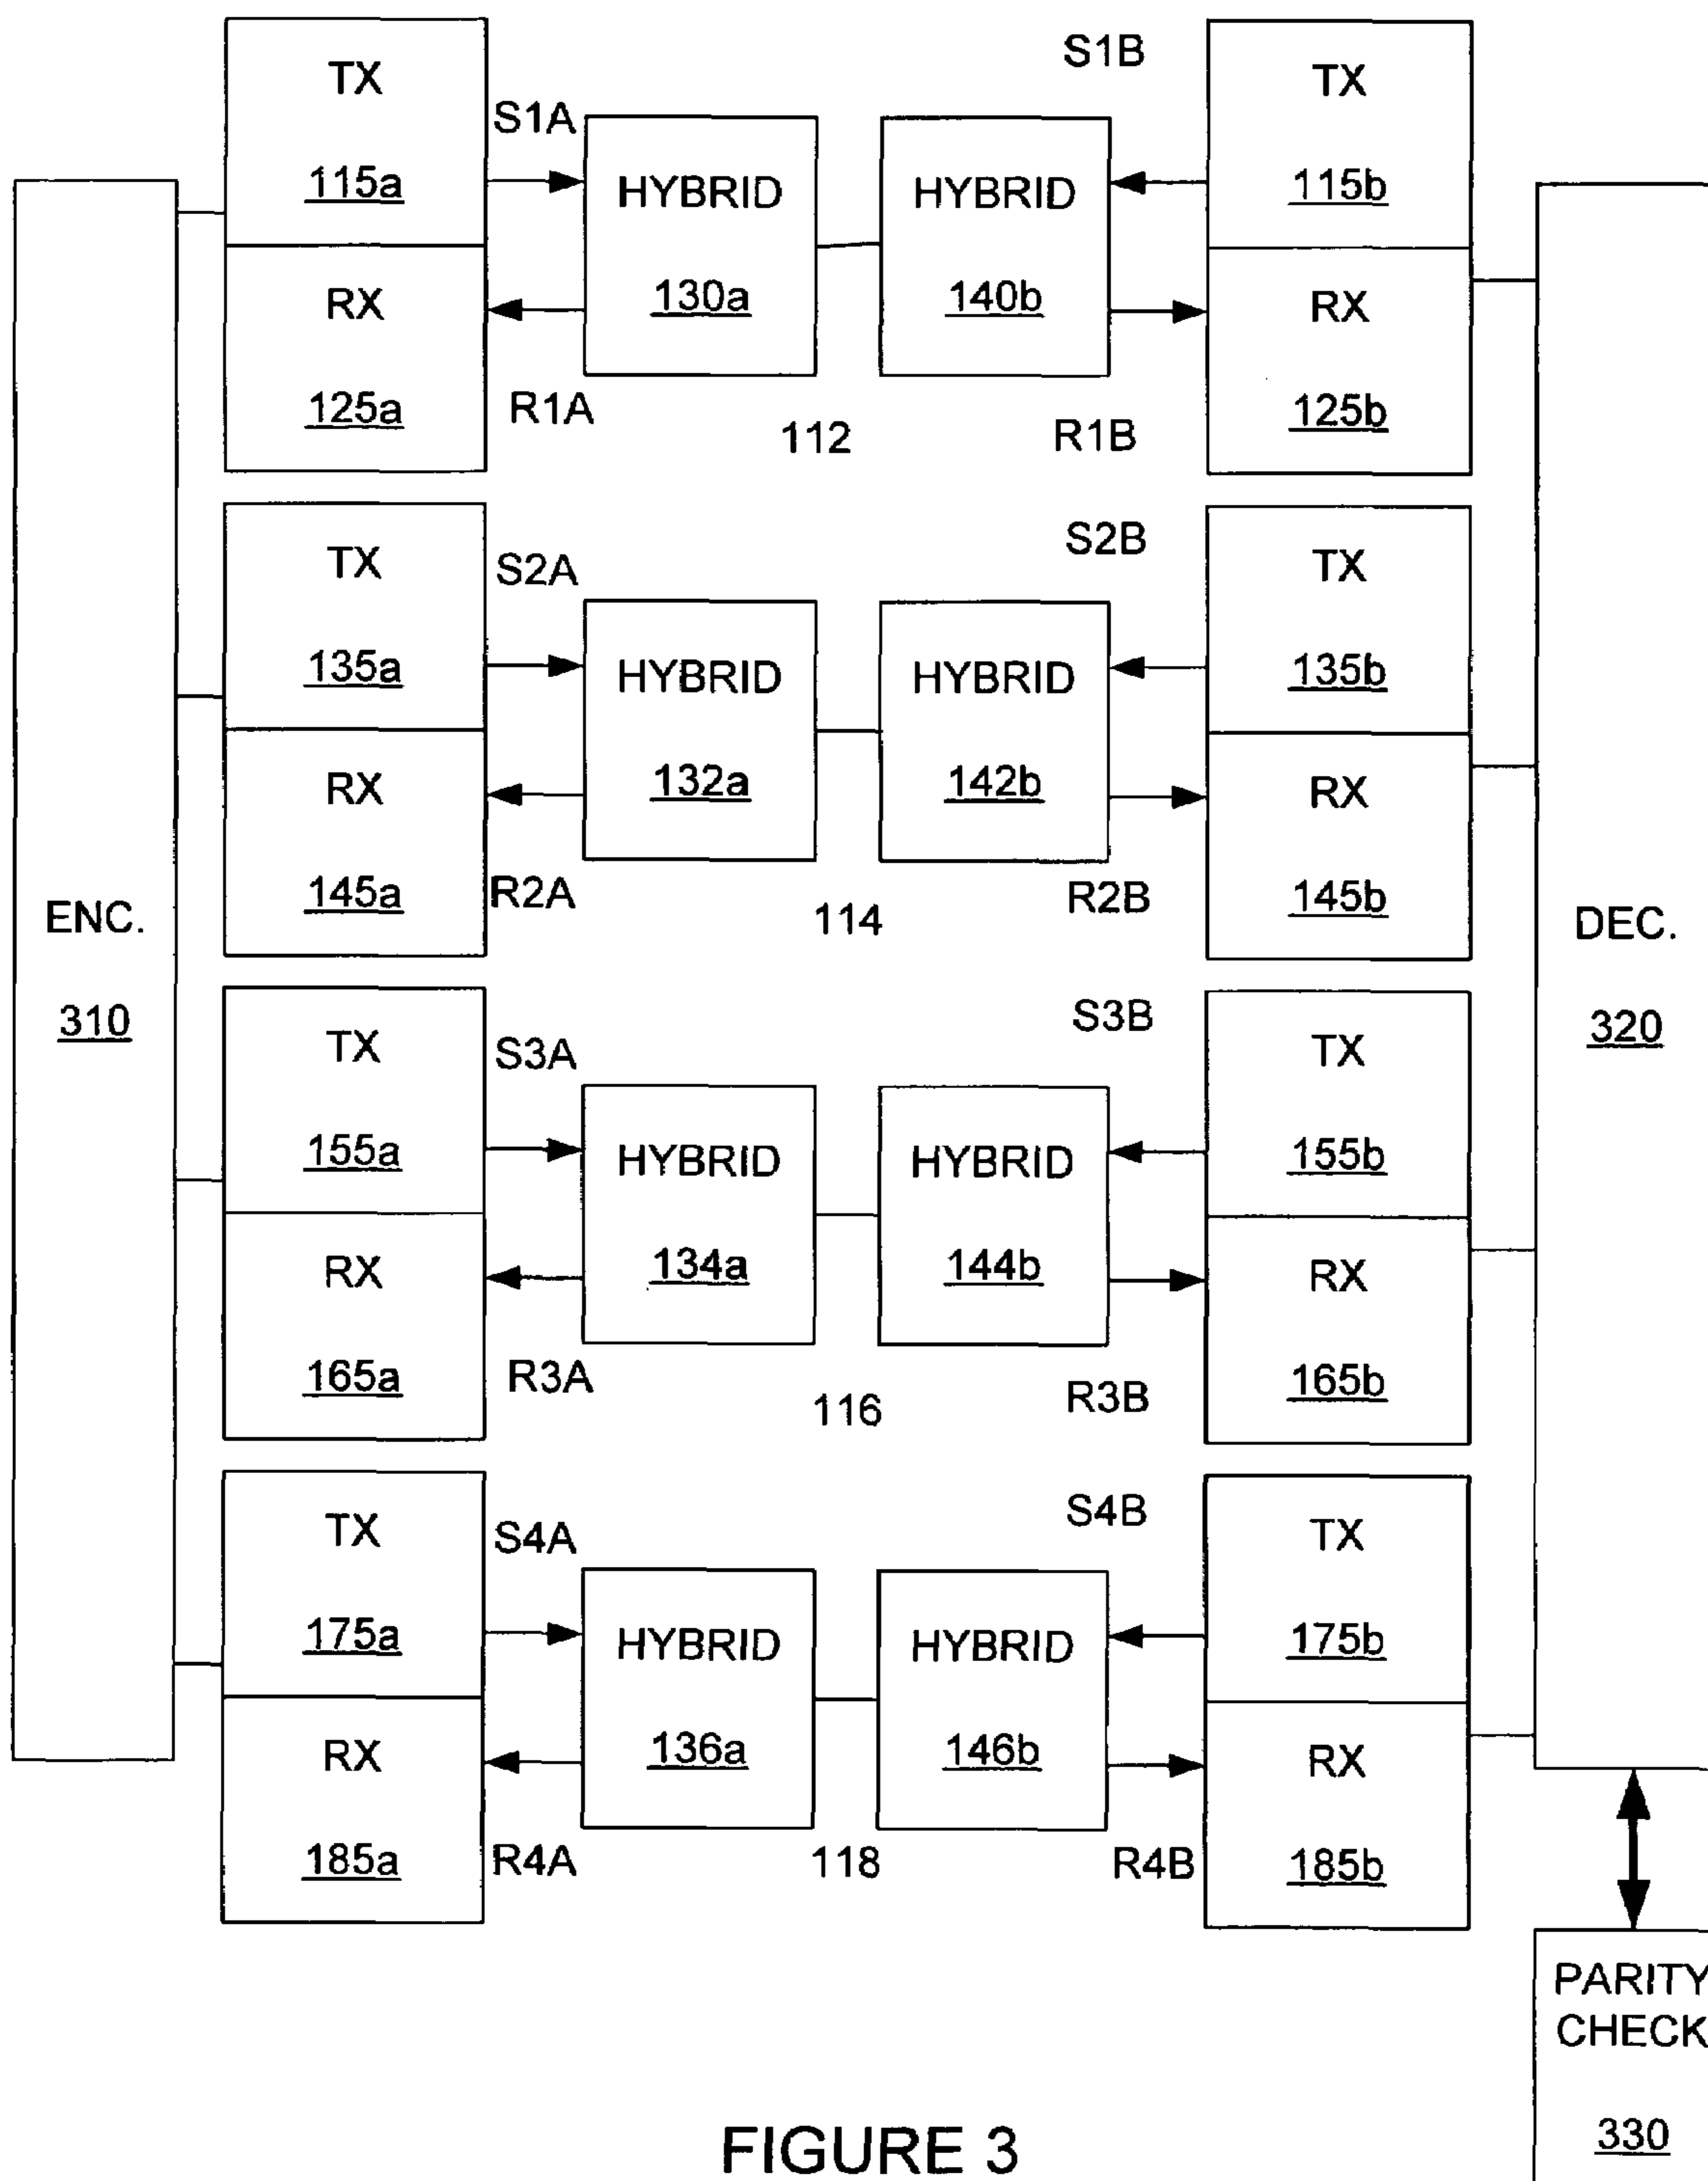 S1B
TX
TX
S1A
115a
HYBRID
HYBRID
115b
RX
130a
140b
RX
125a
R1A
112
R1B
125b
TX
S2A
S2B
TX
135a
HYBRID
HYBRID
135b
RX
132a
142b
RX
145a
R2A
114
R2B
145b
ENC.
310
DEC.
320
TX
S3A
S3B
TX
155a
HYBRID
HYBRID
155b
RX
134a
144b
RX
165a
R3A
116
R3B
165b
TX
S4A
S4B
TX
175a
HYBRID
HYBRID
175b
RX
136a
146b
RX
185a
R4A
118
R4B
185b
PARITY
CHECK
330
FIGURE 3